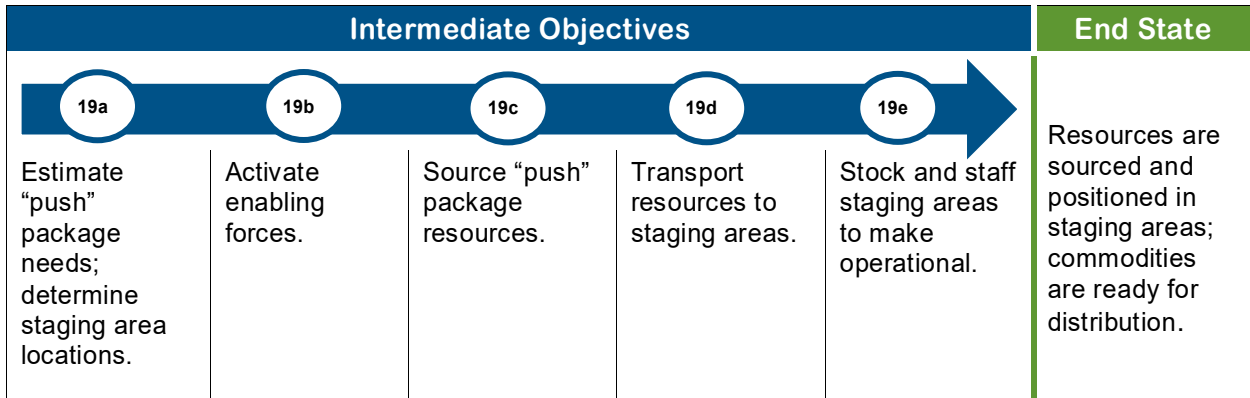 Intermediate Objectives
End State
19a
19b
19c
19d
19e
Estimate
“push”
package
needs;
determine
staging area
locations.
Activate
enabling
forces.
Source “push”
package
resources.
Transport
resources to
staging areas.
Stock and staff
staging areas
to make
operational.
Resources are
sourced and
positioned in
staging areas;
commodities
are ready for
distribution.